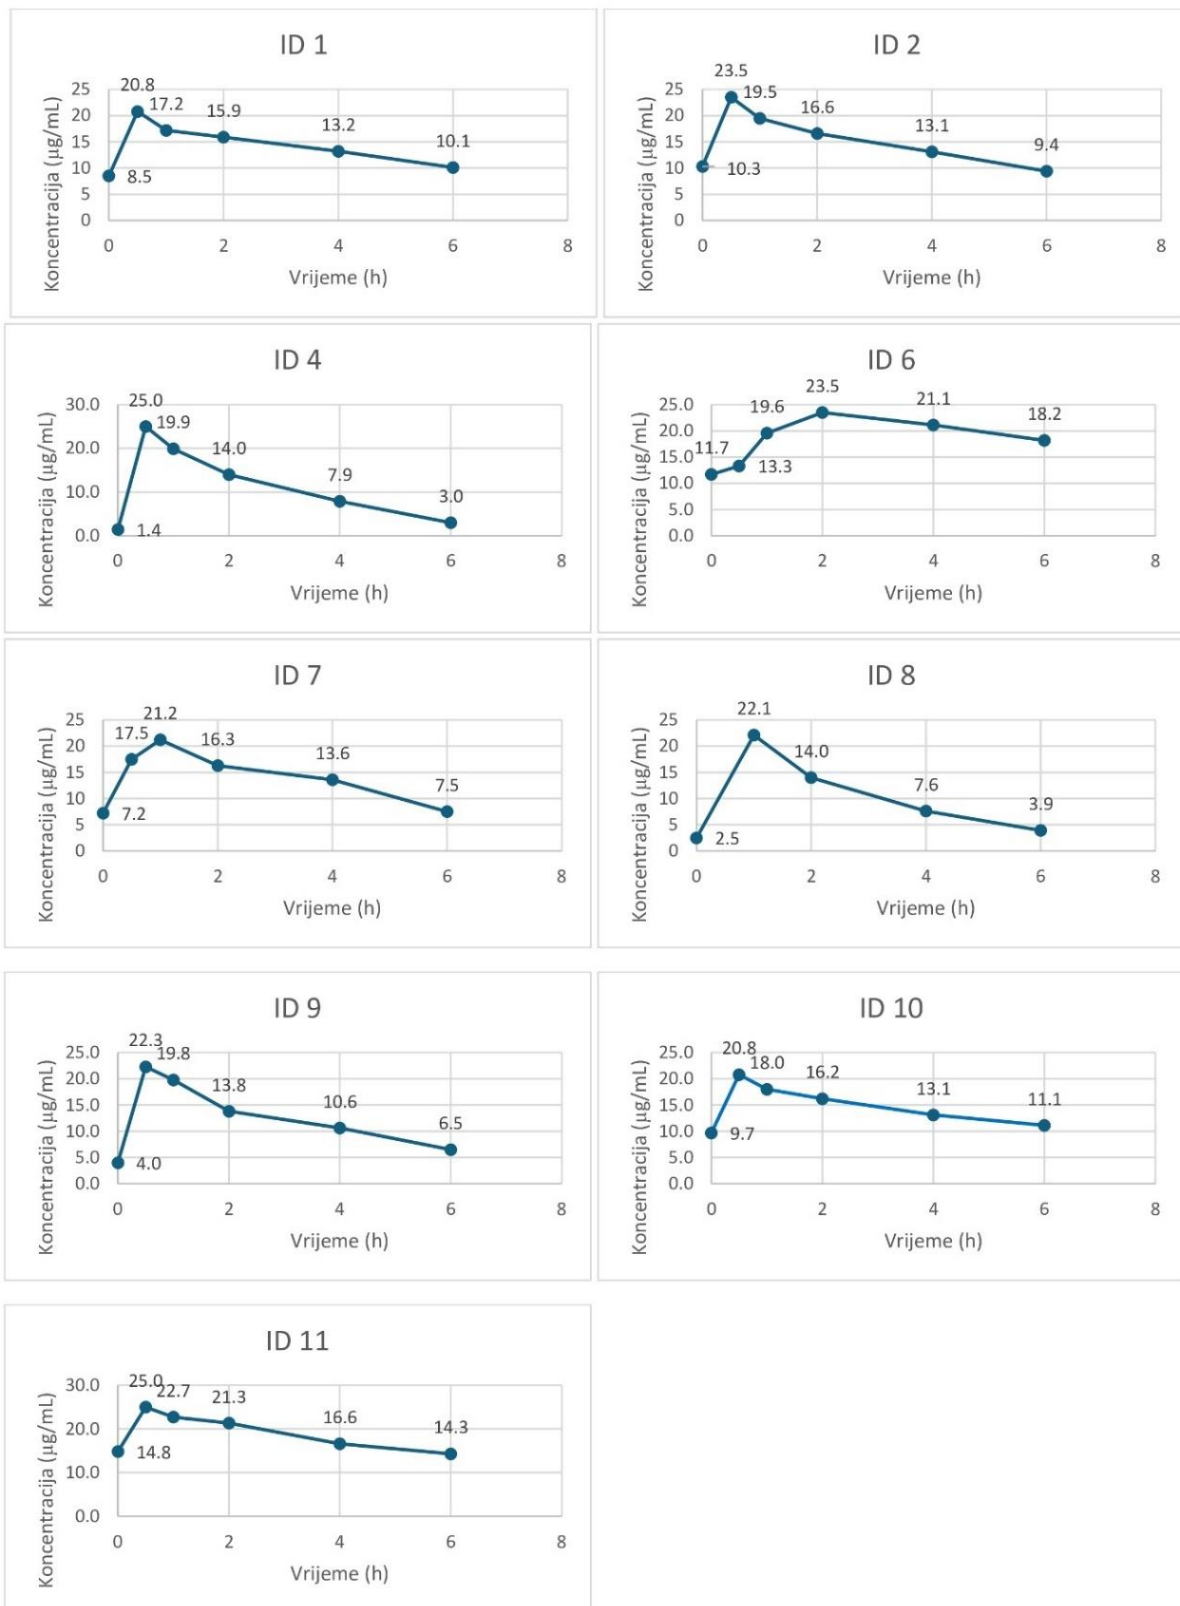 ID 1
Koncentracija (µg/mL)
25
20
15
10
5
0
20.8
17.2
15.9
13.2
10.1
8.5
0 2 4 6 8
Vrijeme (h)
ID 2
Koncentracija (µg/mL)
25
20
15
10
5
0
23.5
19.5
16.6
13.1
9.4
10.3
0 2 4 6 8
Vrijeme (h)
ID 4
Koncentracija (µg/mL)
30.0
20.0
10.0
0.0
25.0
19.9
14.0
7.9
3.0
1.4
0 2 4 6 8
Vrijeme (h)
ID 6
Koncentracija (µg/mL)
25.0
20.0
15.0
10.0
5.0
0.0
11.7
13.3
19.6
23.5
21.1
18.2
0 2 4 6 8
Vrijeme (h)
ID 7
Koncentracija (µg/mL)
25
20
15
10
5
0
21.2
17.5
16.3
13.6
7.5
7.2
0 2 4 6 8
Vrijeme (h)
ID 8
Koncentracija (µg/mL)
25
20
15
10
5
0
22.1
14.0
7.6
3.9
2.5
0 2 4 6 8
Vrijeme (h)
ID 9
Koncentracija (µg/mL)
25.0
20.0
15.0
10.0
5.0
0.0
22.3
19.8
13.8
10.6
6.5
4.0
0 2 4 6 8
Vrijeme (h)
ID 10
Koncentracija (µg/mL)
25.0
20.0
15.0
10.0
5.0
0.0
20.8
18.0
16.2
13.1
11.1
9.7
0 2 4 6 8
Vrijeme (h)
ID 11
Koncentracija (µg/mL)
30.0
20.0
10.0
0.0
25.0
22.7
21.3
16.6
14.3
14.8
0 2 4 6 8
Vrijeme (h)